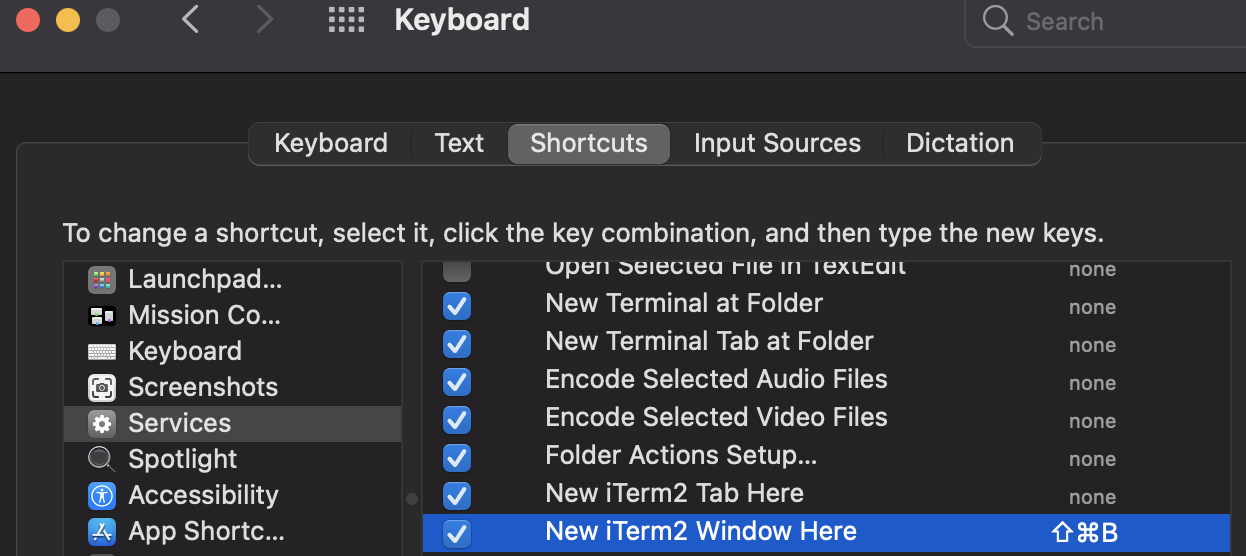 Keyboard
Search
Keyboard Text Shortcuts Input Sources Dictation
To change a shortcut, select it, click the key combination, and then type the new keys.
Launchpad...
Mission Co...
Keyboard
Screenshots
Services
Spotlight
Accessibility
App Shortc...
Open Selected File in TextEdit none
New Terminal at Folder none
New Terminal Tab at Folder none
Encode Selected Audio Files none
Encode Selected Video Files none
Folder Actions Setup... none
New iTerm2 Tab Here none
New iTerm2 Window Here ⇧⌘B